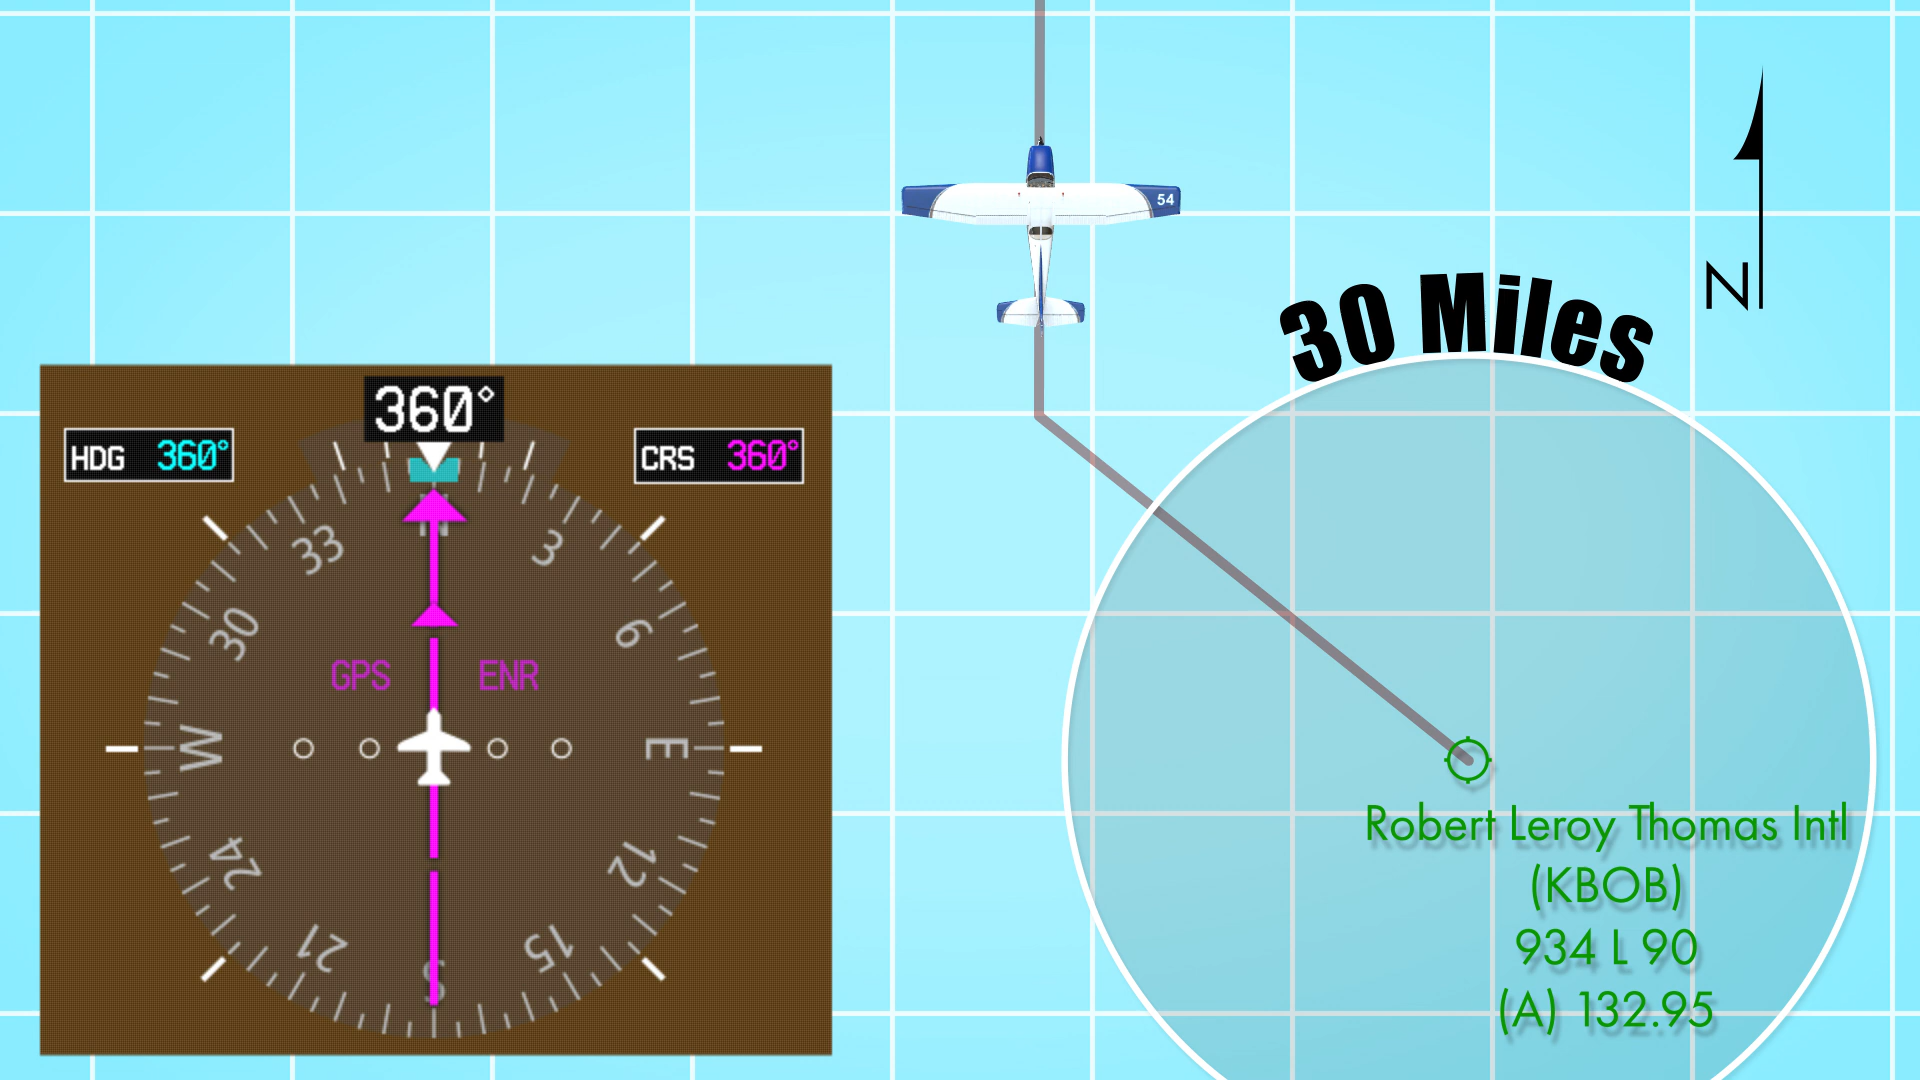 54
30 Miles
N
360°
HDG 360°
CRS 360°
N
33
3
30
6
GPS
ENR
W
E
24
12
21
15
S
Robert Leroy Thomas Intl
(KBOB)
934 L 90
(A) 132.95